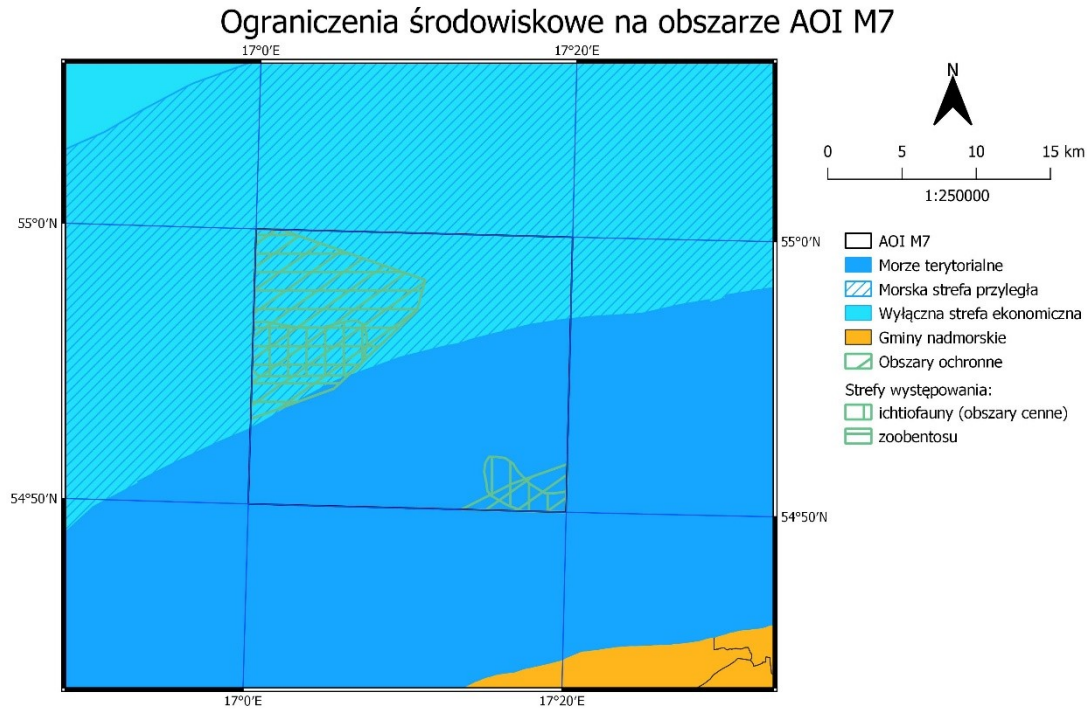 Ograniczenia środowiskowe na obszarze AOI M7
17°0′E
17°20′E
N
0 5 10 15 km
1:250000
55°0′N
55°0′N
AOI M7
Morze terytorialne
Morska strefa przyległa
Wyłączna strefa ekonomiczna
Gminy nadmorskie
Obszary ochronne
Strefy występowania:
ichtiofauny (obszary cenne)
zoobentosu
54°50′N
54°50′N
17°0′E
17°20′E